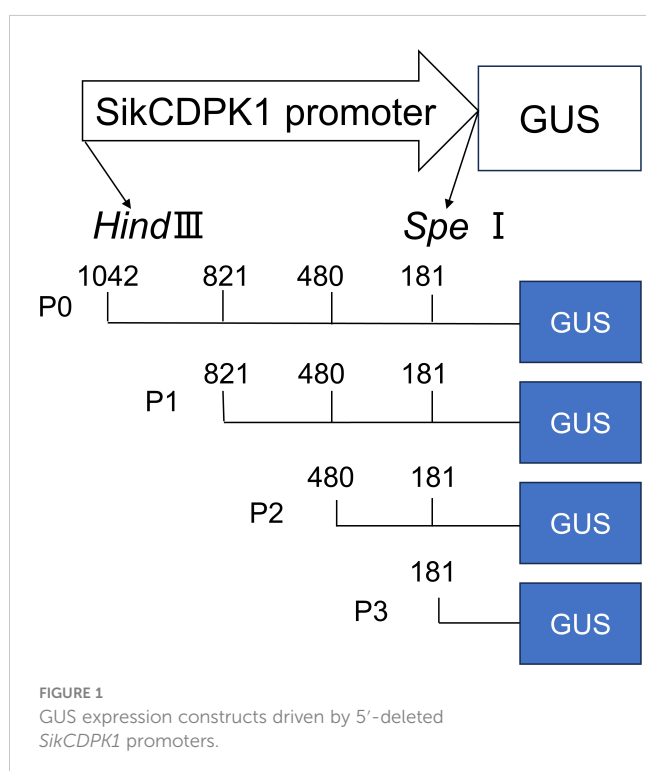 SikCDPK1 promoter GUS
HindⅢ Spe Ⅰ
1042 821 480 181
P0 GUS
821 480 181
P1 GUS
480 181
P2 GUS
181
P3 GUS
FIGURE 1
GUS expression constructs driven by 5′-deleted
SikCDPK1 promoters.